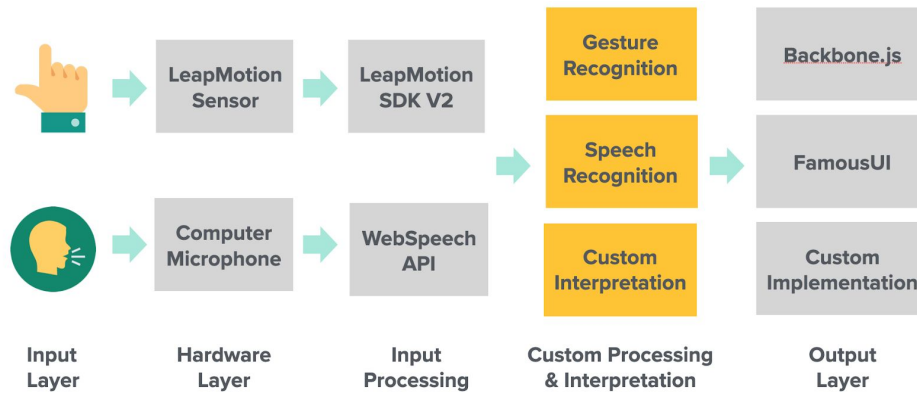 LeapMotion
Sensor
LeapMotion
SDK V2
Gesture
Recognition
Backbone.js
Speech
Recognition
FamousUI
Computer
Microphone
WebSpeech
API
Custom
Interpretation
Custom
Implementation
Input
Layer
Hardware
Layer
Input
Processing
Custom Processing
& Interpretation
Output
Layer